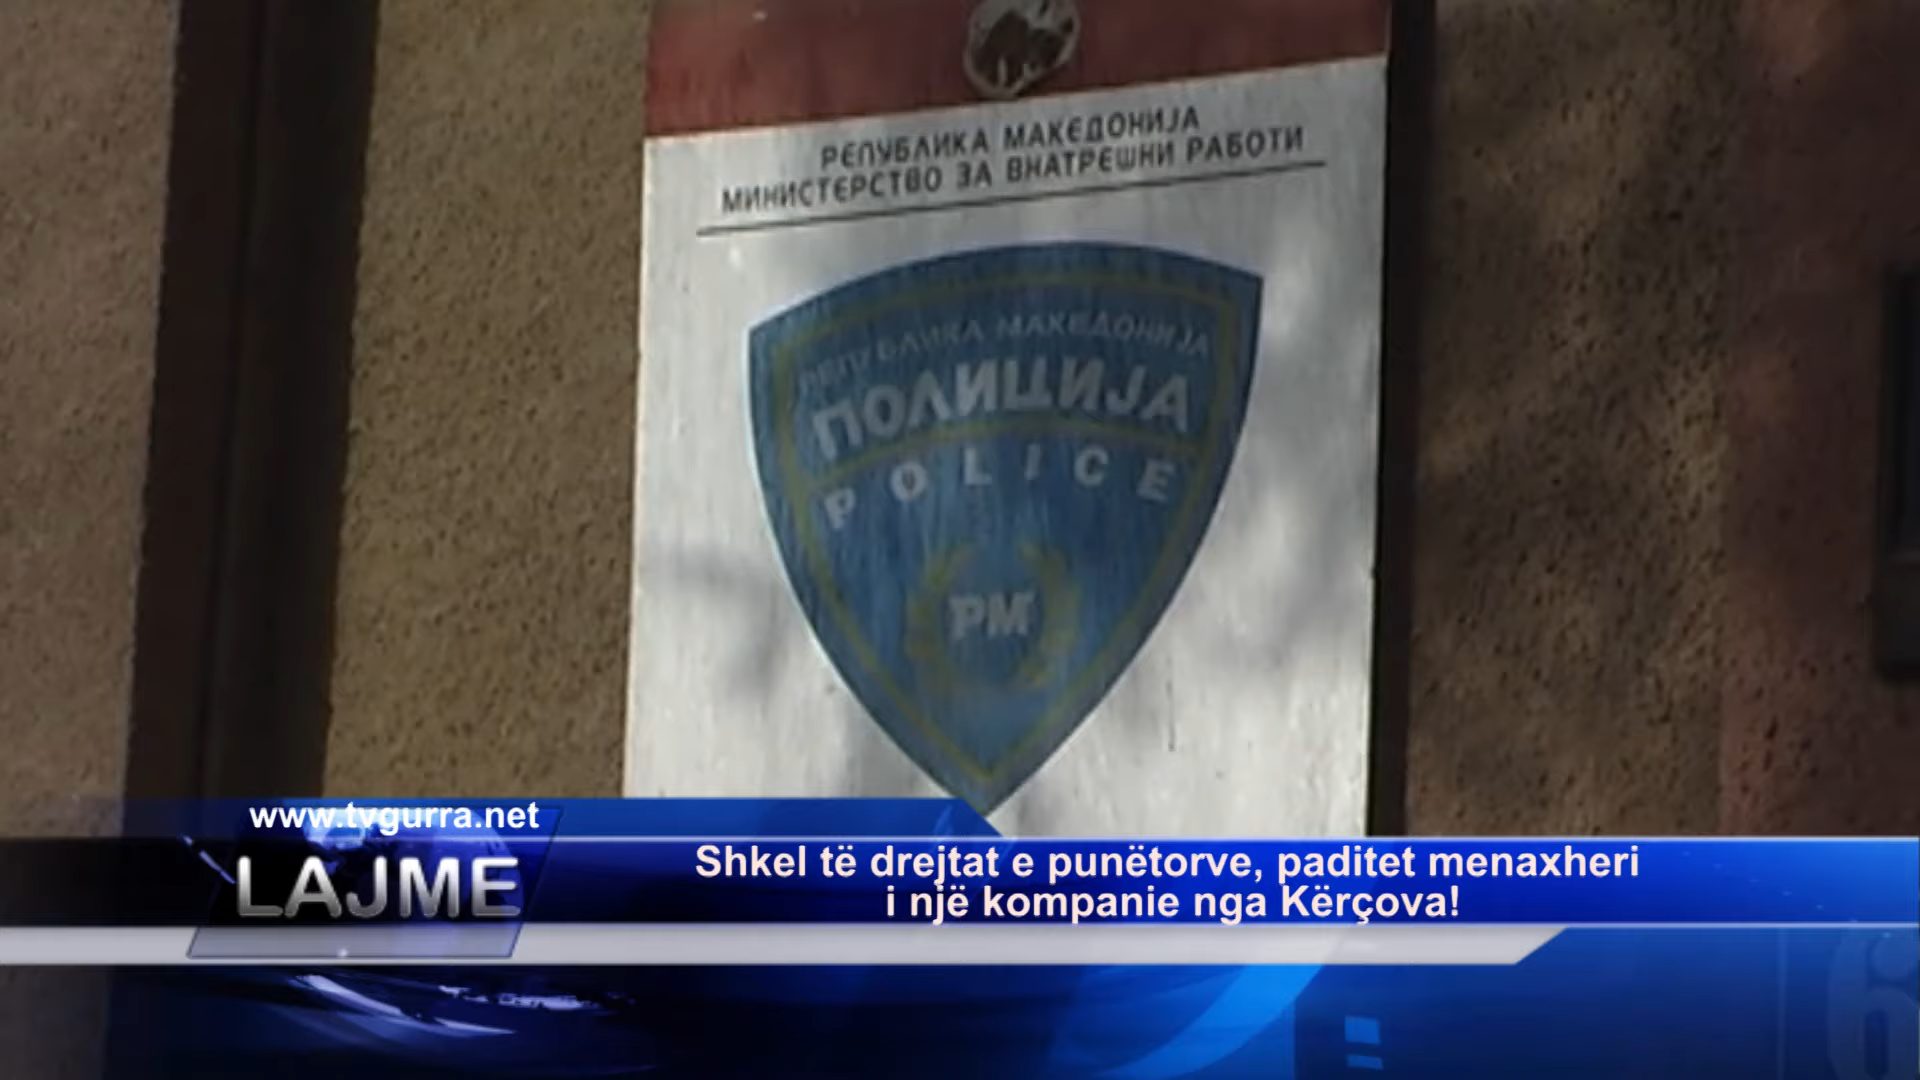 РЕПУБЛИКА МАКЕДОНИЈА
МИНИСТЕРСТВО ЗА ВНАТРЕШНИ РАБОТИ
РЕПУБЛИКА МАКЕДОНИЈА
ПОЛИЦИЈА
POLICE
РМ
www.tvgurra.net
LAJME
Shkel të drejtat e punëtorve, paditet menaxheri
i një kompanie nga Kërçova!